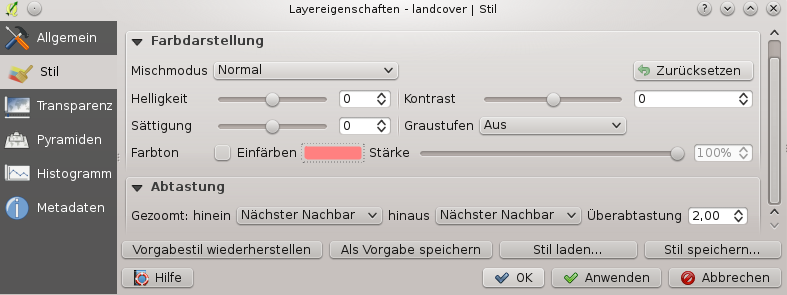 Layereigenschaften - landcover | Stil
Allgemein
Stil
Transparenz
Pyramiden
Histogramm
Metadaten
Farbdarstellung
Mischmodus Normal Zurücksetzen
Helligkeit 0 Kontrast 0
Sättigung 0 Graustufen Aus
Farbton Einfärben Stärke 100%
Abtastung
Gezoomt: hinein Nächster Nachbar hinaus Nächster Nachbar Überabtastung 2,00
Vorgabestil wiederherstellen Als Vorgabe speichern Stil laden... Stil speichern...
Hilfe OK Anwenden Abbrechen